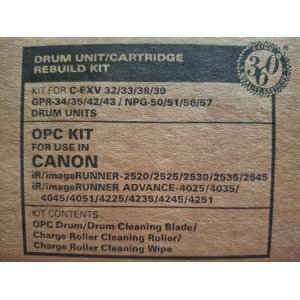 DRUM UNIT/CARTRIDGE
REBUILD KIT
360
KIT FOR C-EXV 32/33/38/39
GPR-34/35/42/43 / NPG-50/51/56/57
DRUM UNITS
OPC KIT
FOR USE IN
CANON
iR/imageRUNNER-2520/2525/2530/2535/2545
iR/imageRUNNER ADVANCE-4025/4035/
4045/4051/4225/4235/4245/4251
KIT CONTENTS
OPC Drum/Drum Cleaning Blade/
Charge Roller Cleaning Roller/
Charge Roller Cleaning Wipe